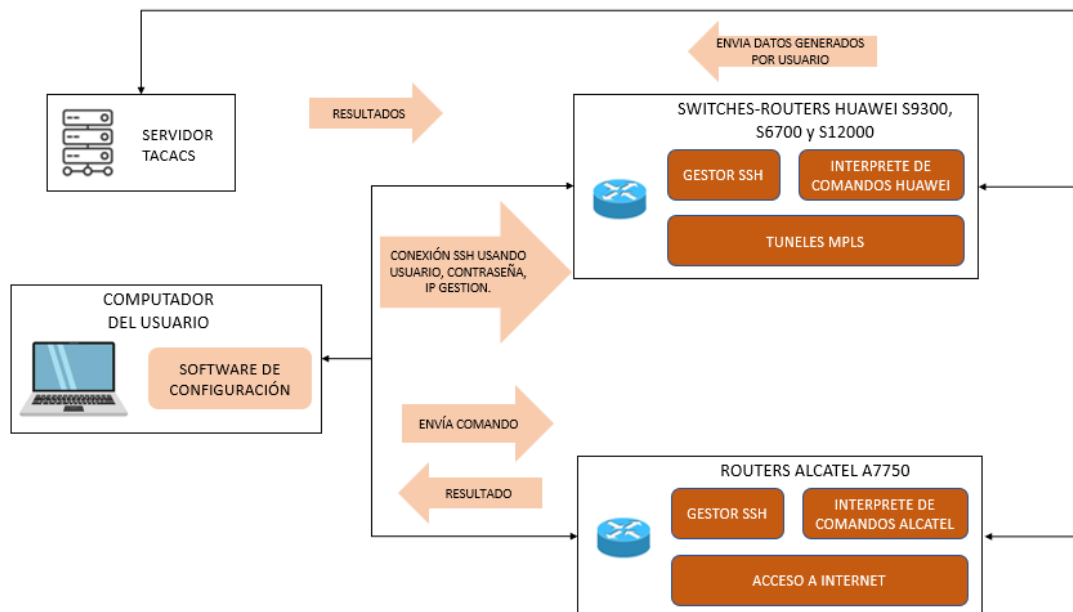 ENVIA DATOS GENERADOS
POR USUARIO
RESULTADOS
SERVIDOR
TACACS
SWITCHES-ROUTERS HUAWEI S9300,
S6700 y S12000
GESTOR SSH
INTERPRETE DE
COMANDOS HUAWEI
TUNELES MPLS
CONEXIÓN SSH USANDO
USUARIO, CONTRASEÑA,
IP GESTION.
COMPUTADOR
DEL USUARIO
SOFTWARE DE
CONFIGURACIÓN
ENVÍA COMANDO
RESULTADO
ROUTERS ALCATEL A7750
GESTOR SSH
INTERPRETE DE
COMANDOS ALCATEL
ACCESO A INTERNET